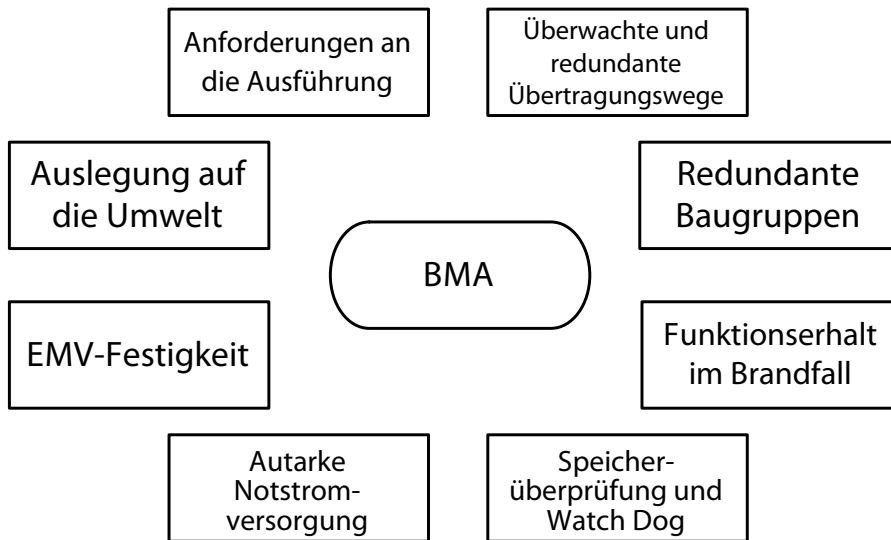 Anforderungen an
die Ausführung
Überwachte und
redundante
Übertragungswege
Auslegung auf
die Umwelt
Redundante
Baugruppen
BMA
EMV-Festigkeit
Funktionserhalt
im Brandfall
Autarke
Notstrom-
versorgung
Speicher-
überprüfung und
Watch Dog